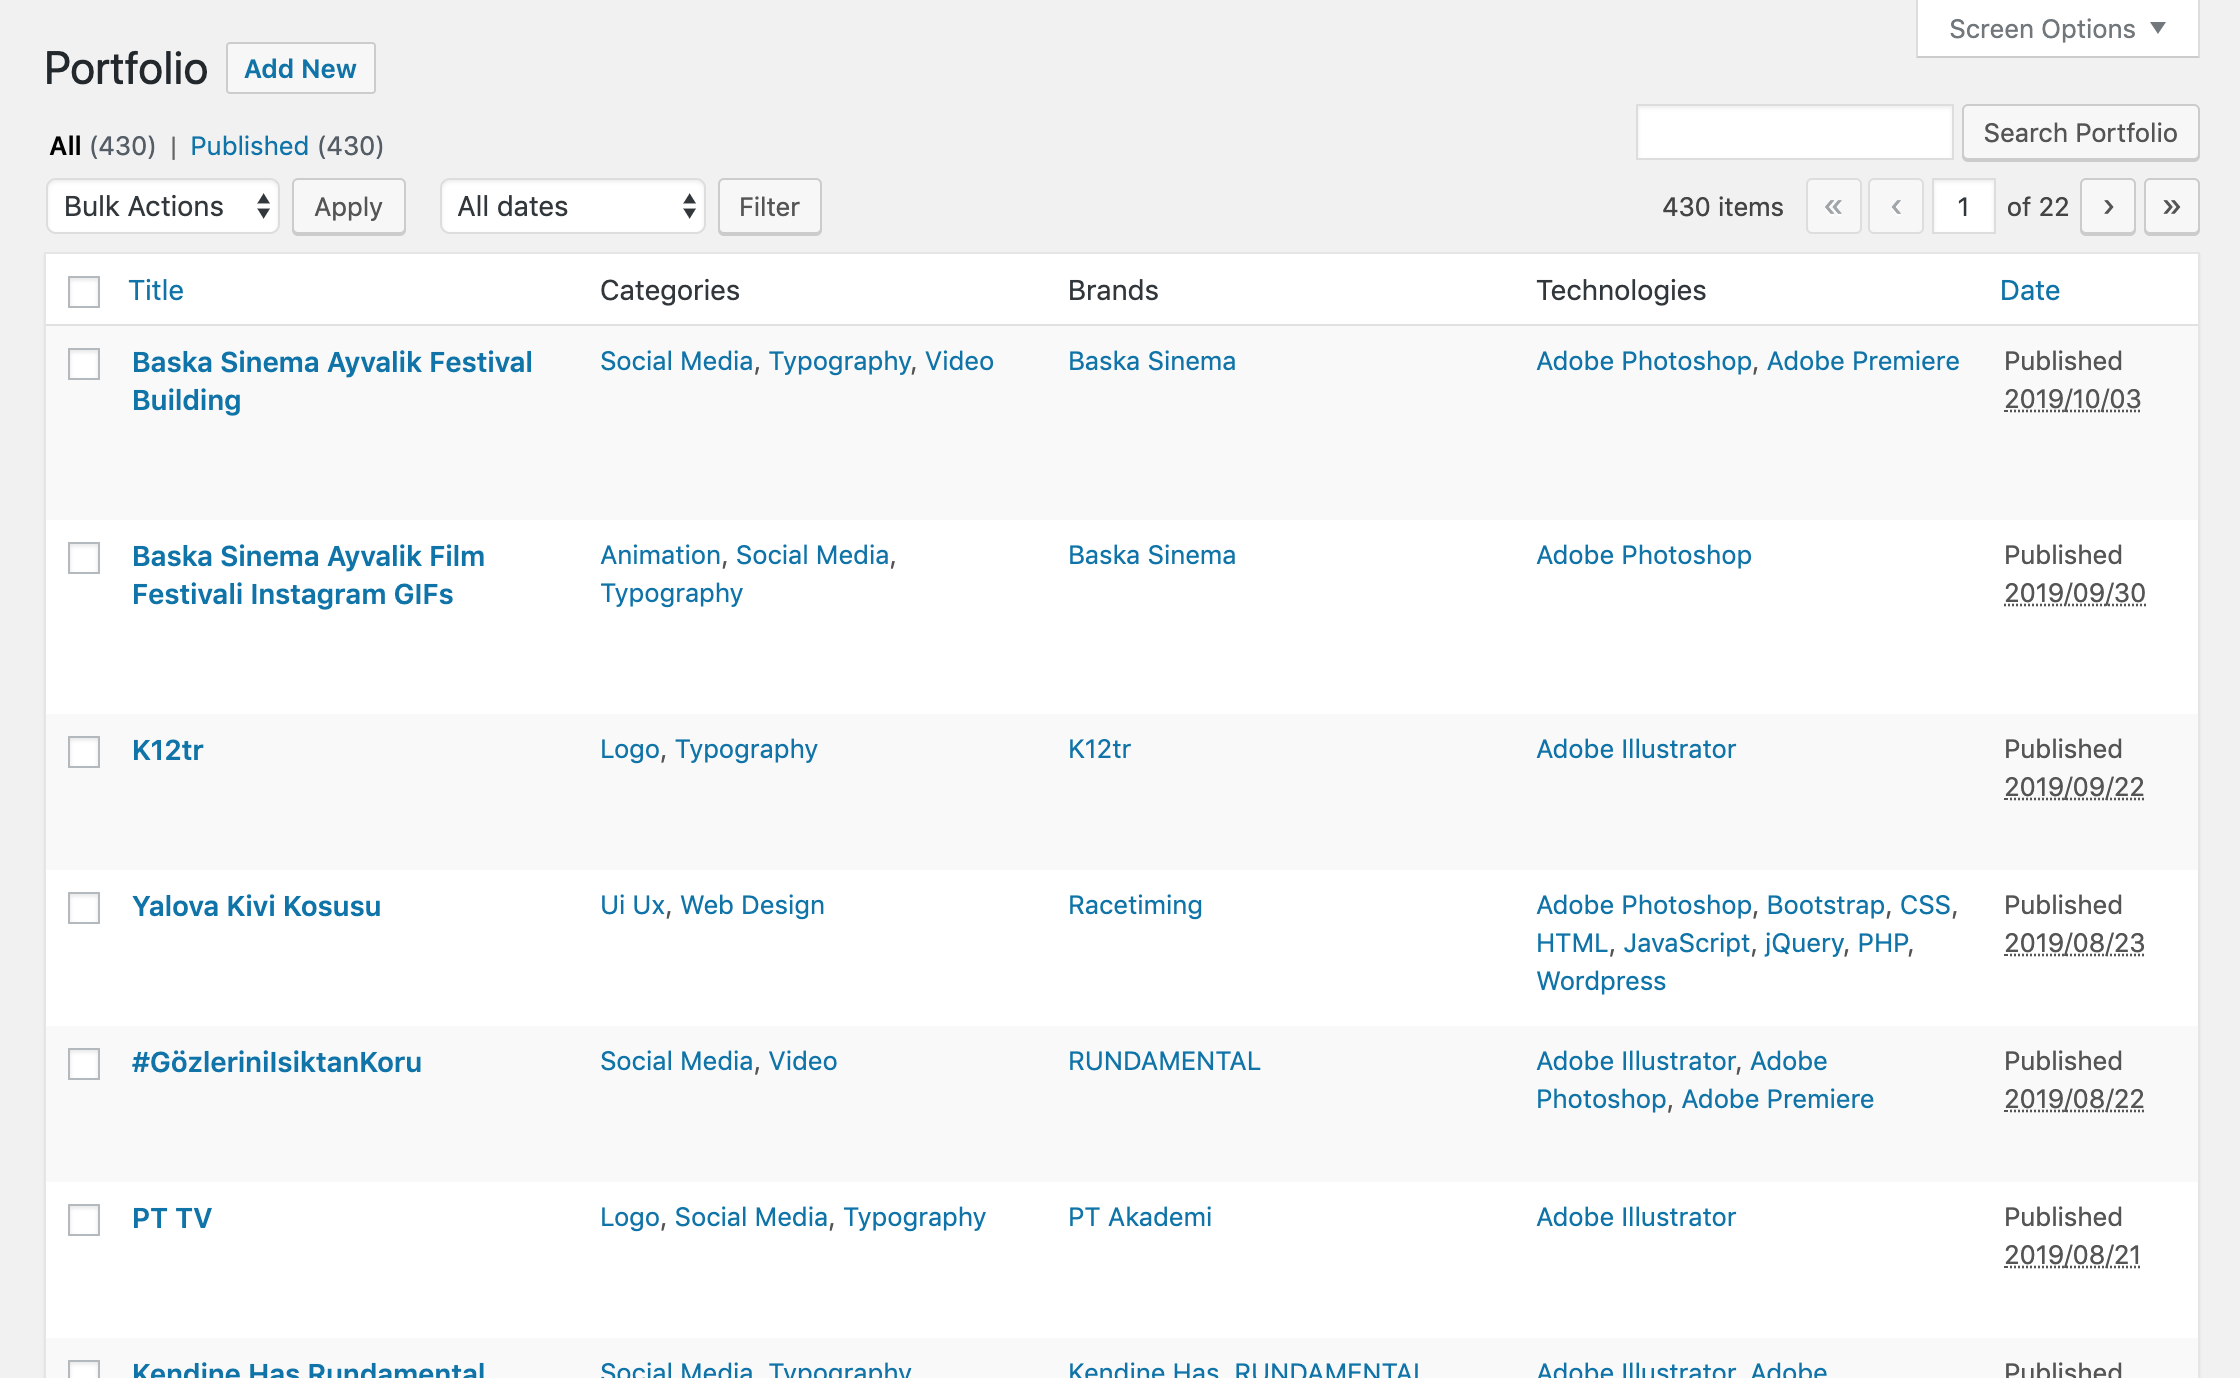 Screen Options ▼
Portfolio Add New
All (430) | Published (430)
Search Portfolio
Bulk Actions Apply All dates Filter 430 items « ‹ 1 of 22 › »
Title Categories Brands Technologies Date
Baska Sinema Ayvalik Festival Social Media, Typography, Video Baska Sinema Adobe Photoshop, Adobe Premiere Published
Building 2019/10/03
Baska Sinema Ayvalik Film Animation, Social Media, Baska Sinema Adobe Photoshop Published
Festivali Instagram GIFs Typography 2019/09/30
K12tr Logo, Typography K12tr Adobe Illustrator Published
2019/09/22
Yalova Kivi Kosusu Ui Ux, Web Design Racetiming Adobe Photoshop, Bootstrap, CSS, Published
HTML, JavaScript, jQuery, PHP, 2019/08/23
Wordpress
#GözleriniIsiktanKoru Social Media, Video RUNDAMENTAL Adobe Illustrator, Adobe Published
Photoshop, Adobe Premiere 2019/08/22
PT TV Logo, Social Media, Typography PT Akademi Adobe Illustrator Published
2019/08/21
Kendine Has Rundamental Social Media, Typography Kendine Has, RUNDAMENTAL Adobe Illustrator, Adobe Published